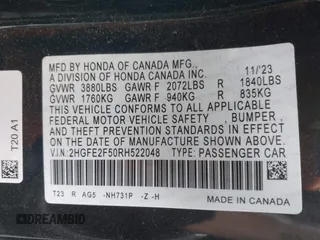 MFD BY HONDA OF CANADA MFG.,
A DIVISION OF HONDA CANADA INC. 11/'23
GVWR 3880LBS GAWR F 2072LBS R 1840LBS
GVWR 1760KG GAWR F 940KG R 835KG
THIS VEHICLE CONFORMS TO ALL APPLICABLE
FEDERAL MOTOR VEHICLE SAFETY, BUMPER,
AND THEFT PREVENTION STANDARDS IN EFFECT
ON THE DATE OF MANUFACTURE SHOWN ABOVE
V.I.N: 2HGFE2F50RH522048 TYPE: PASSENGER CAR
T23 R AG5 -NH731P -Z -H
MADE IN CANADA
T20 A1
DREAMBID